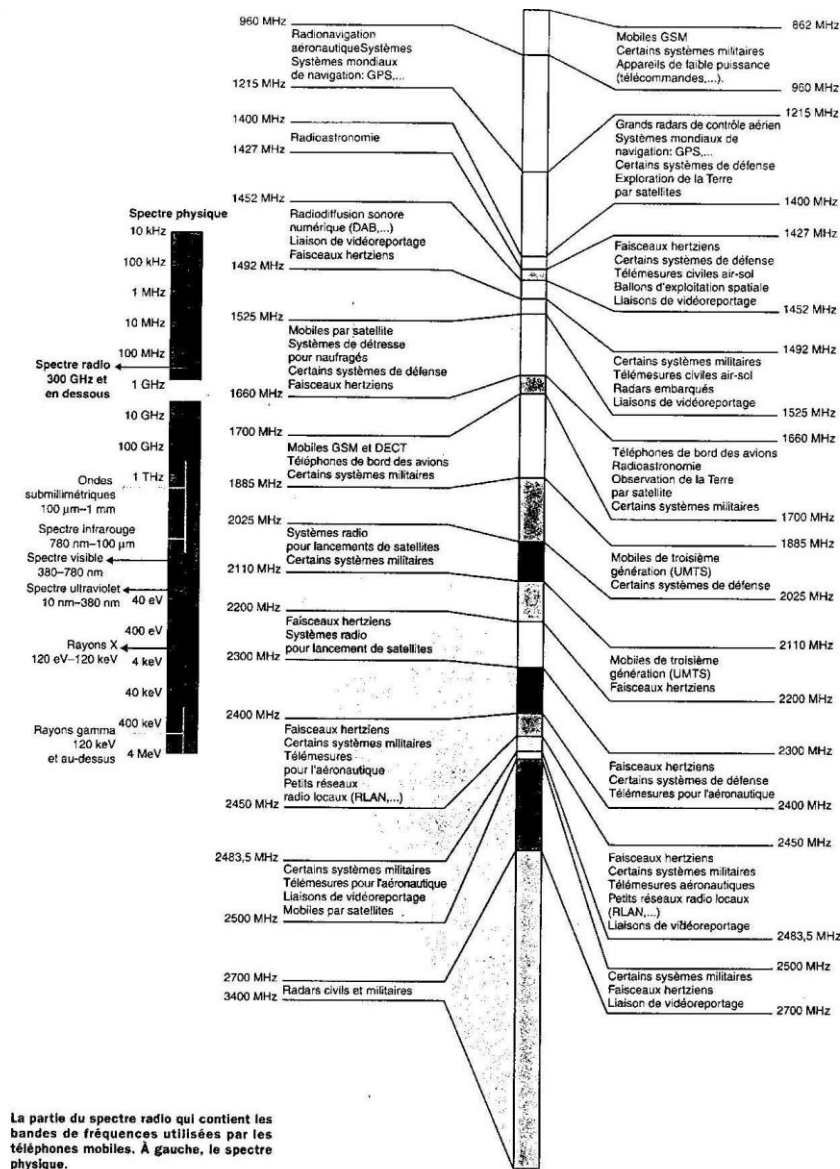 960 MHz
Radionavigation
aéronautiqueSystèmes
Systèmes mondiaux
de navigation: GPS,...
1215 MHz
1400 MHz
Radioastronomie
1427 MHz
1452 MHz
Radiodiffusion sonore
numérique (DAB,...)
Liaison de vidéoreportage
Faisceaux hertziens
1492 MHz
1525 MHz
Mobiles par satellite
Systèmes de détresse
pour naufragés
Certains systèmes de défense
Faisceaux hertziens
1660 MHz
1700 MHz
Mobiles GSM et DECT
Téléphones de bord des avions
Certains systèmes militaires
1885 MHz
2025 MHz
Systèmes radio
pour lancements de satellites
Certains systèmes militaires
2110 MHz
2200 MHz
Faisceaux hertziens
Systèmes radio
pour lancement de satellites
2300 MHz
2400 MHz
Faisceaux hertziens
Certains systèmes militaires
Télémesures
pour l'aéronautique
Petits réseaux
radio locaux (RLAN,...)
2450 MHz
2483,5 MHz
Certains systèmes militaires
Télémesures pour l'aéronautique
Liaisons de vidéoreportage
Mobiles par satellites
2500 MHz
2700 MHz
Radars civils et militaires
3400 MHz
862 MHz
Mobiles GSM
Certains systèmes militaires
Appareils de faible puissance
(télécommandes,...).
960 MHz
1215 MHz
Grands radars de contrôle aérien
Systèmes mondiaux de
navigation: GPS,...
Certains systèmes de défense
Exploration de la Terre
par satellites
1400 MHz
1427 MHz
Faisceaux hertziens
Certains systèmes de défense
Télémesures civiles air-sol
Ballons d'exploitation spatiale
Liaisons de vidéoreportage
1452 MHz
1492 MHz
Certains systèmes militaires
Télémesures civiles air-sol
Radars embarqués
Liaisons de vidéoreportage
1525 MHz
1660 MHz
Téléphones de bord des avions
Radioastronomie
Observation de la Terre
par satellite
Certains systèmes militaires
1700 MHz
1885 MHz
Mobiles de troisième
génération (UMTS)
Certains systèmes de défense
2025 MHz
2110 MHz
Mobiles de troisième
génération (UMTS)
Faisceaux hertziens
2200 MHz
2300 MHz
Faisceaux hertziens
Certains systèmes de défense
Télémesures pour l'aéronautique
2400 MHz
2450 MHz
Faisceaux hertziens
Certains systèmes militaires
Télémesures aéronautiques
Petits réseaux radio locaux
(RLAN,...)
Liaisons de vidéoreportage
2483,5 MHz
2500 MHz
Certains sysèmes militaires
Faisceaux hertziens
Liaison de vidéoreportage
2700 MHz
Spectre physique
10 kHz
100 kHz
1 MHz
10 MHz
100 MHz
Spectre radio
300 GHz et
en dessous
1 GHz
10 GHz
100 GHz
1 THz
Ondes
submillimétriques
100 µm–1 mm
Spectre infrarouge
780 nm–100 µm
Spectre visible
380–780 nm
Spectre ultraviolet
10 nm–380 nm
40 eV
400 eV
Rayons X
120 eV–120 keV
4 keV
40 keV
400 keV
Rayons gamma
120 keV
et au-dessus
4 MeV
La partie du spectre radio qui contient les
bandes de fréquences utilisées par les
téléphones mobiles. À gauche, le spectre
physique.